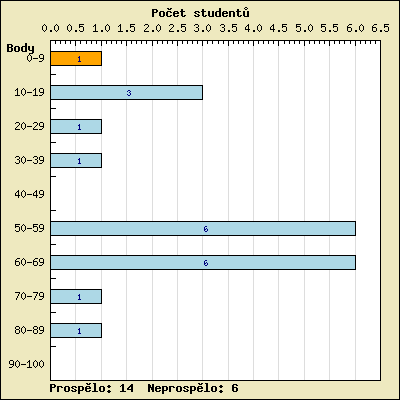 Počet studentů
0.0 0.5 1.0 1.5 2.0 2.5 3.0 3.5 4.0 4.5 5.0 5.5 6.0 6.5
Body
0-9 1
10-19 3
20-29 1
30-39 1
40-49
50-59 6
60-69 6
70-79 1
80-89 1
90-100
Prospělo: 14 Neprospělo: 6